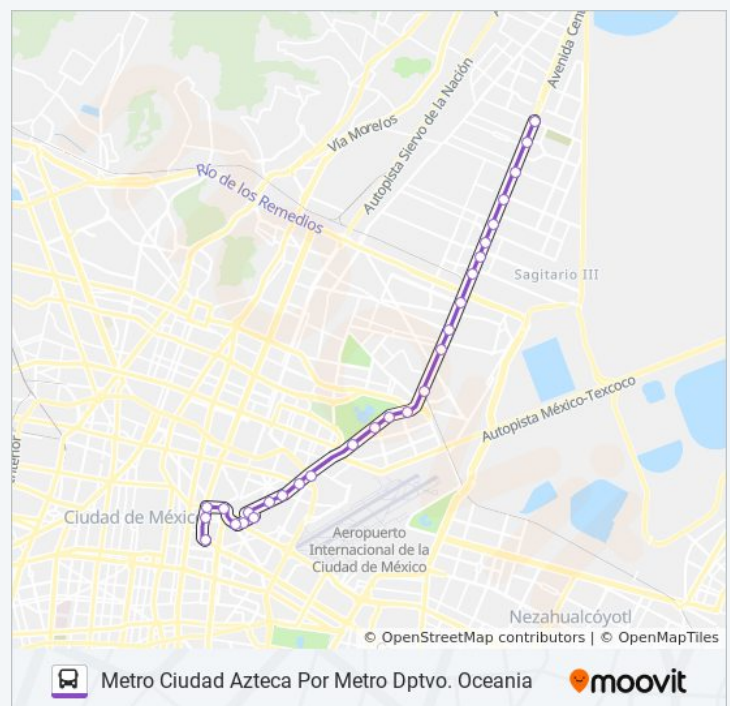 Avenida Cent
Autopista Siervo de la Nación
Vía Morelos
Río de los Remedios
Sagitario III
Autopista México-Texcoco
Ciudad de Méxic
Aeropuerto
Internacional de la
Ciudad de México
Nezahualcóyotl
© OpenStreetMap contributors | © OpenMapTiles
Metro Ciudad Azteca Por Metro Dptvo. Oceania
moovit